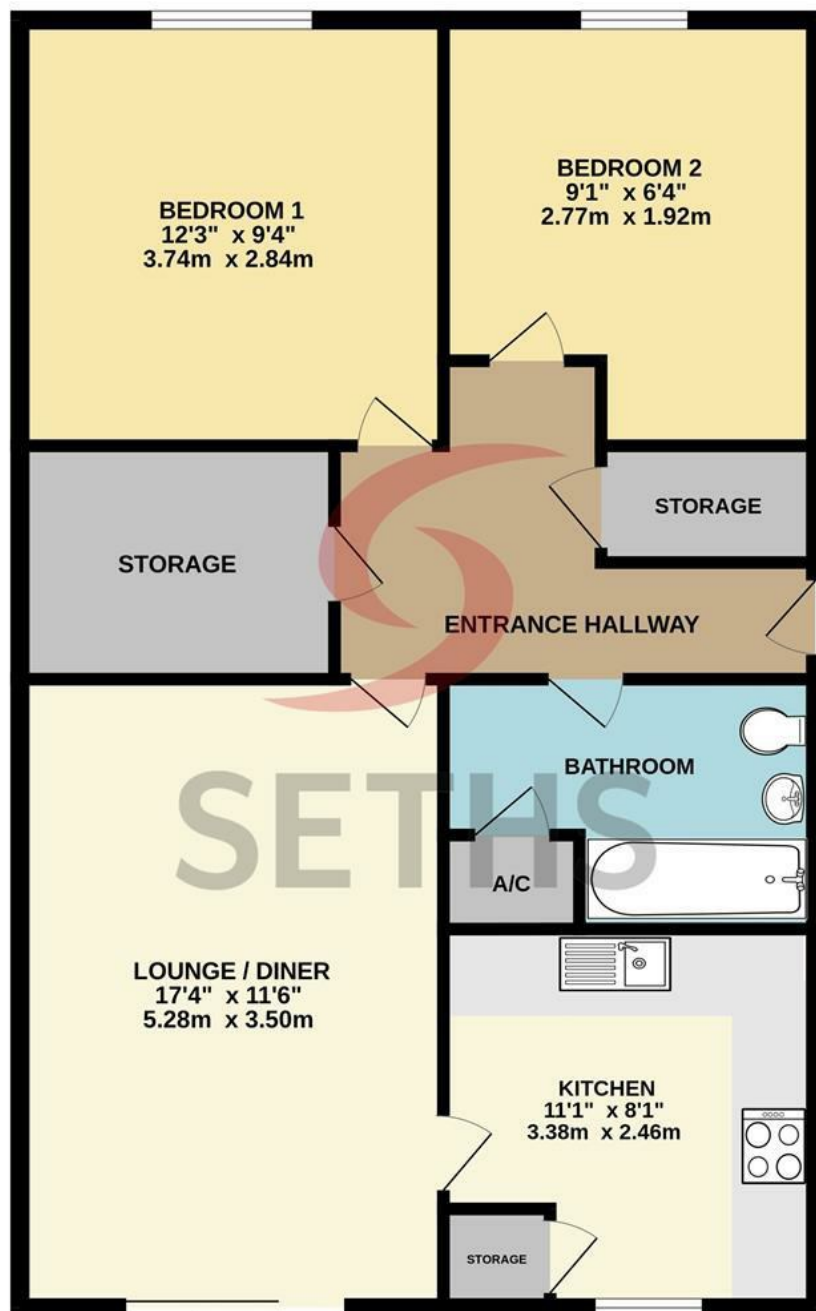 BEDROOM 1
12'3" x 9'4"
3.74m x 2.84m
BEDROOM 2
9'1" x 6'4"
2.77m x 1.92m
STORAGE
STORAGE
ENTRANCE HALLWAY
BATHROOM
SETHS
A/C
LOUNGE / DINER
17'4" x 11'6"
5.28m x 3.50m
KITCHEN
11'1" x 8'1"
3.38m x 2.46m
STORAGE